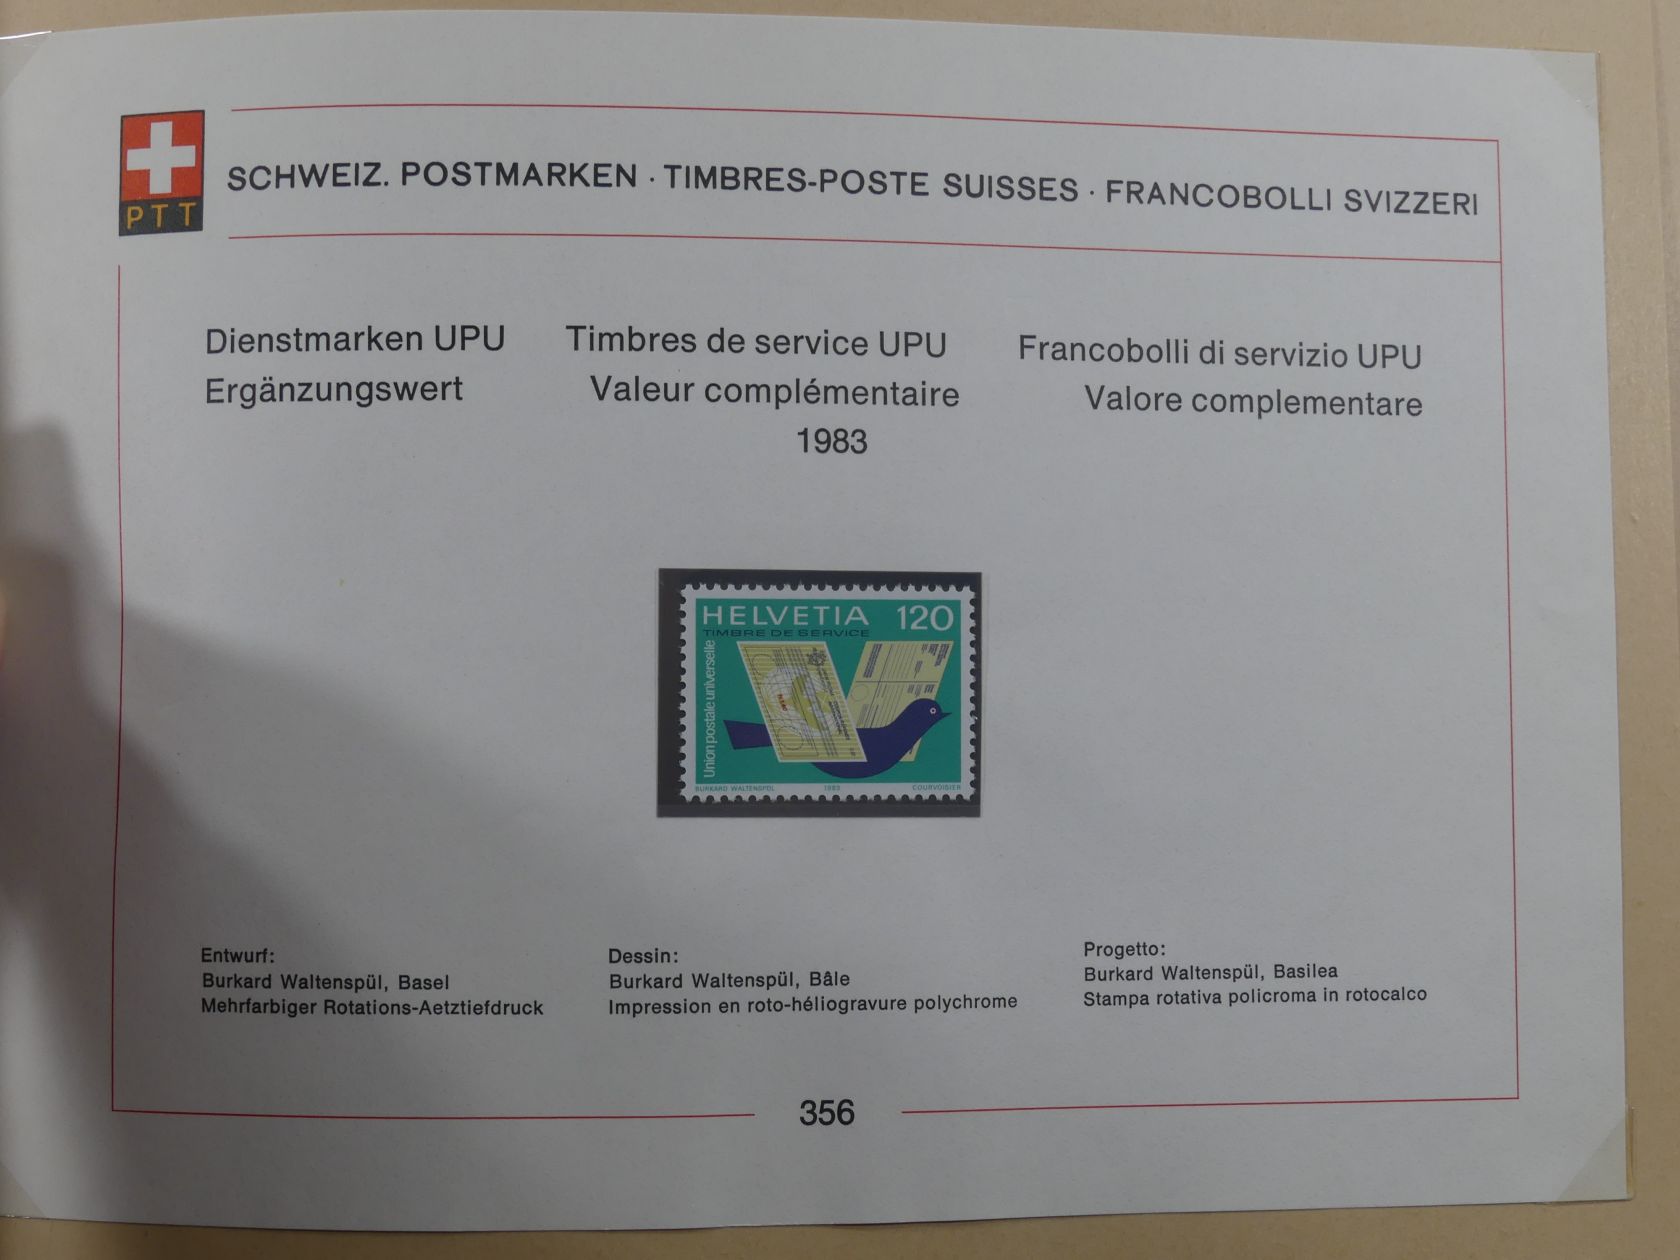 PTT
SCHWEIZ. POSTMARKEN · TIMBRES-POSTE SUISSES · FRANCOBOLLI SVIZZERI
Dienstmarken UPU
Ergänzungswert
Timbres de service UPU
Valeur complémentaire
Francobolli di servizio UPU
Valore complementare
1983
HELVETIA 120
TIMBRE DE SERVICE
Union postale universelle
BURKARD WALTENSPÜL 1983 COURVOISIER
Entwurf:
Burkard Waltenspül, Basel
Mehrfarbiger Rotations-Aetztiefdruck
Dessin:
Burkard Waltenspül, Bâle
Impression en roto-héliogravure polychrome
Progetto:
Burkard Waltenspül, Basilea
Stampa rotativa policroma in rotocalco
356